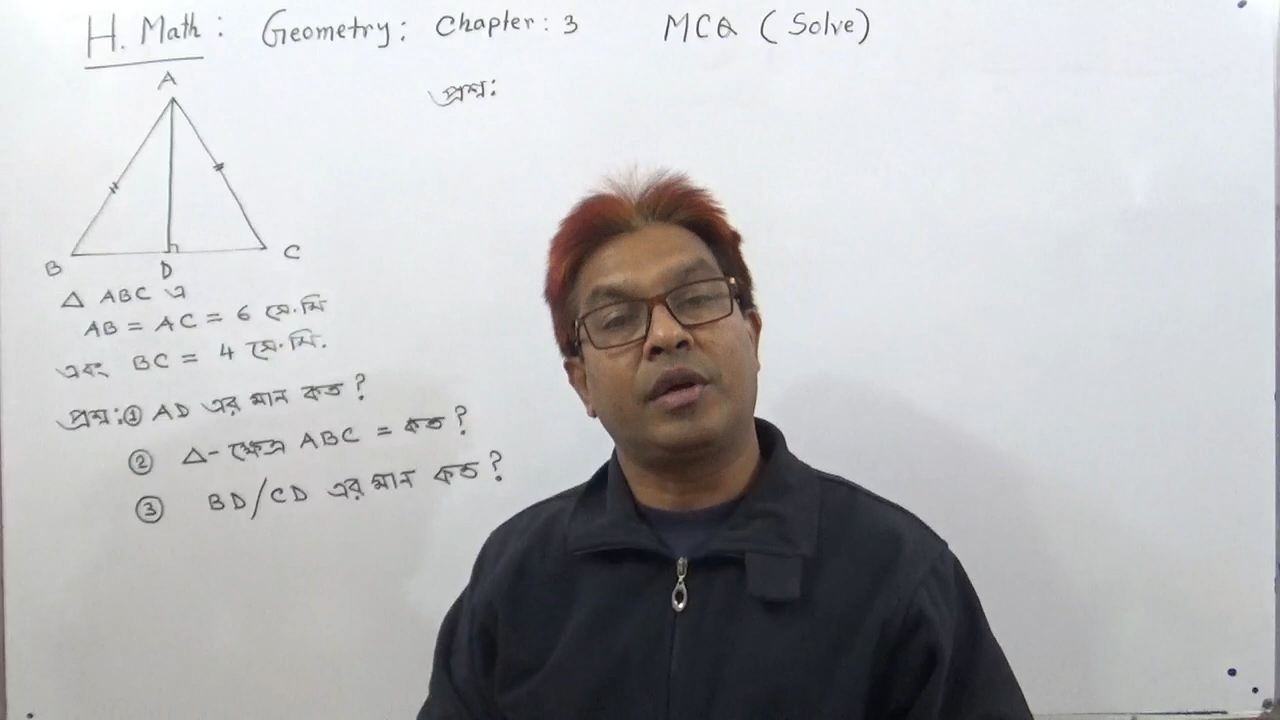 H. Math: Geometry: Chapter: 3 MCQ (Solve)
প্রশ্ন:
A
B
D
C
△ ABC এ
AB = AC = 6 সে.মি
এবং BC = 4 সে.মি.
প্রশ্ন: ① AD এর মান কত?
② △-ক্ষেত্র ABC = কত?
③ BD/CD এর মান কত?